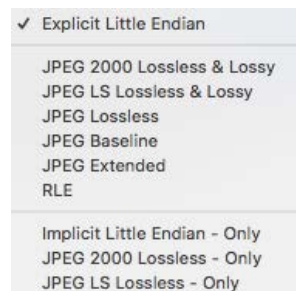 ✓ Explicit Little Endian
JPEG 2000 Lossless & Lossy
JPEG LS Lossless & Lossy
JPEG Lossless
JPEG Baseline
JPEG Extended
RLE
Implicit Little Endian - Only
JPEG 2000 Lossless - Only
JPEG LS Lossless - Only